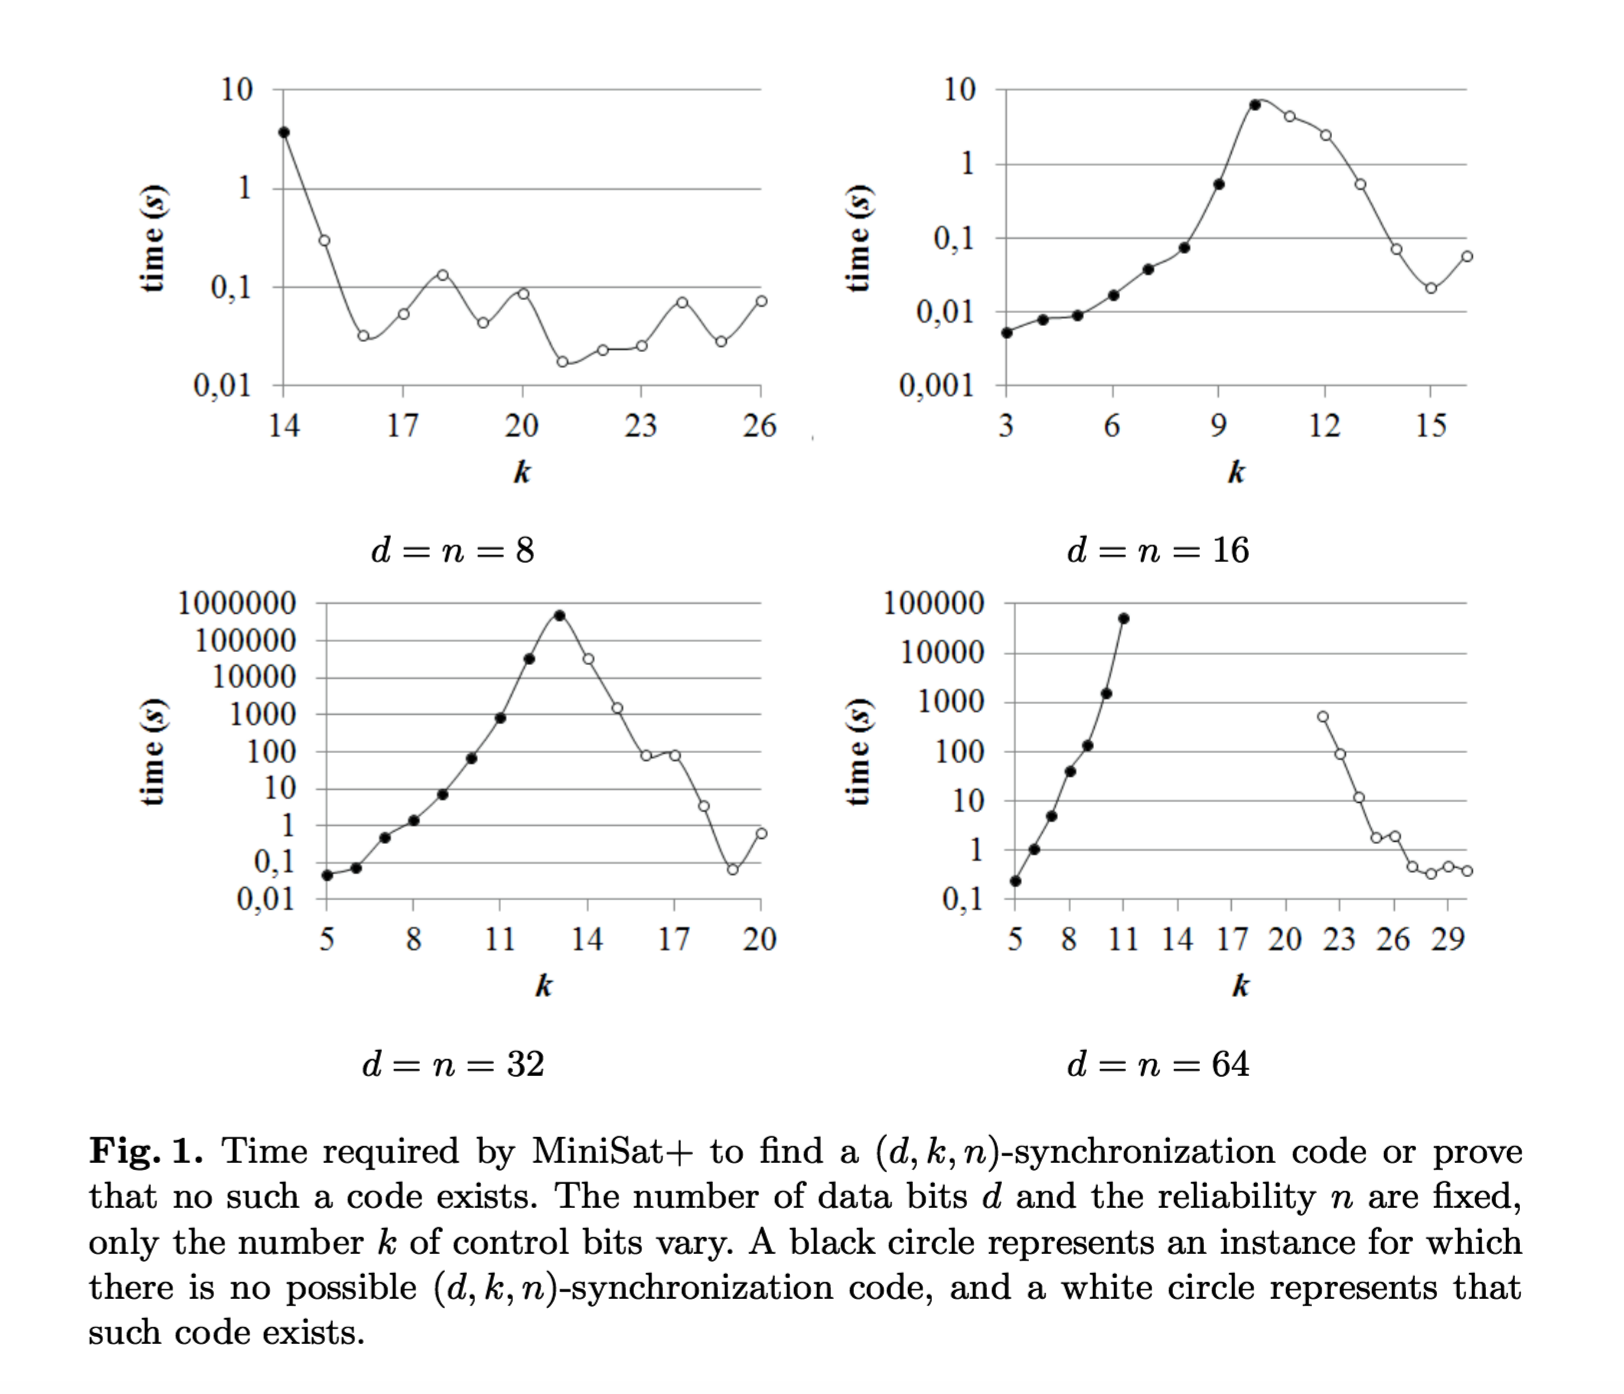 10
1
0,1
0,01
time (s)
14 17 20 23 26
k
d = n = 8
10
1
0,1
0,01
0,001
time (s)
3 6 9 12 15
k
d = n = 16
1000000
100000
10000
1000
100
10
1
0,1
0,01
time (s)
5 8 11 14 17 20
k
d = n = 32
100000
10000
1000
100
10
1
0,1
time (s)
5 8 11 14 17 20 23 26 29
k
d = n = 64
Fig. 1. Time required by MiniSat+ to find a (d, k, n)-synchronization code or prove
that no such a code exists. The number of data bits d and the reliability n are fixed,
only the number k of control bits vary. A black circle represents an instance for which
there is no possible (d, k, n)-synchronization code, and a white circle represents that
such code exists.